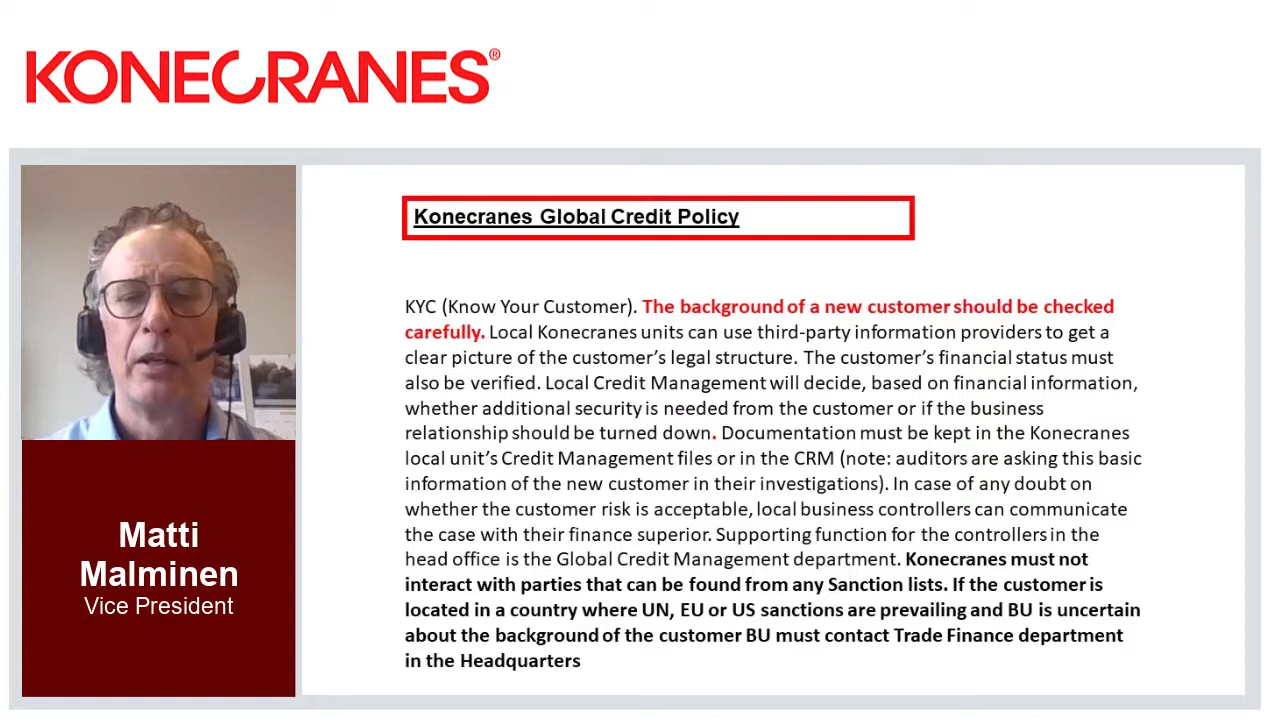 KONECRANES®
Matti
Malminen
Vice President
Konecranes Global Credit Policy
KYC (Know Your Customer). The background of a new customer should be checked
carefully. Local Konecranes units can use third-party information providers to get a
clear picture of the customer’s legal structure. The customer’s financial status must
also be verified. Local Credit Management will decide, based on financial information,
whether additional security is needed from the customer or if the business
relationship should be turned down. Documentation must be kept in the Konecranes
local unit’s Credit Management files or in the CRM (note: auditors are asking this basic
information of the new customer in their investigations). In case of any doubt on
whether the customer risk is acceptable, local business controllers can communicate
the case with their finance superior. Supporting function for the controllers in the
head office is the Global Credit Management department. Konecranes must not
interact with parties that can be found from any Sanction lists. If the customer is
located in a country where UN, EU or US sanctions are prevailing and BU is uncertain
about the background of the customer BU must contact Trade Finance department
in the Headquarters